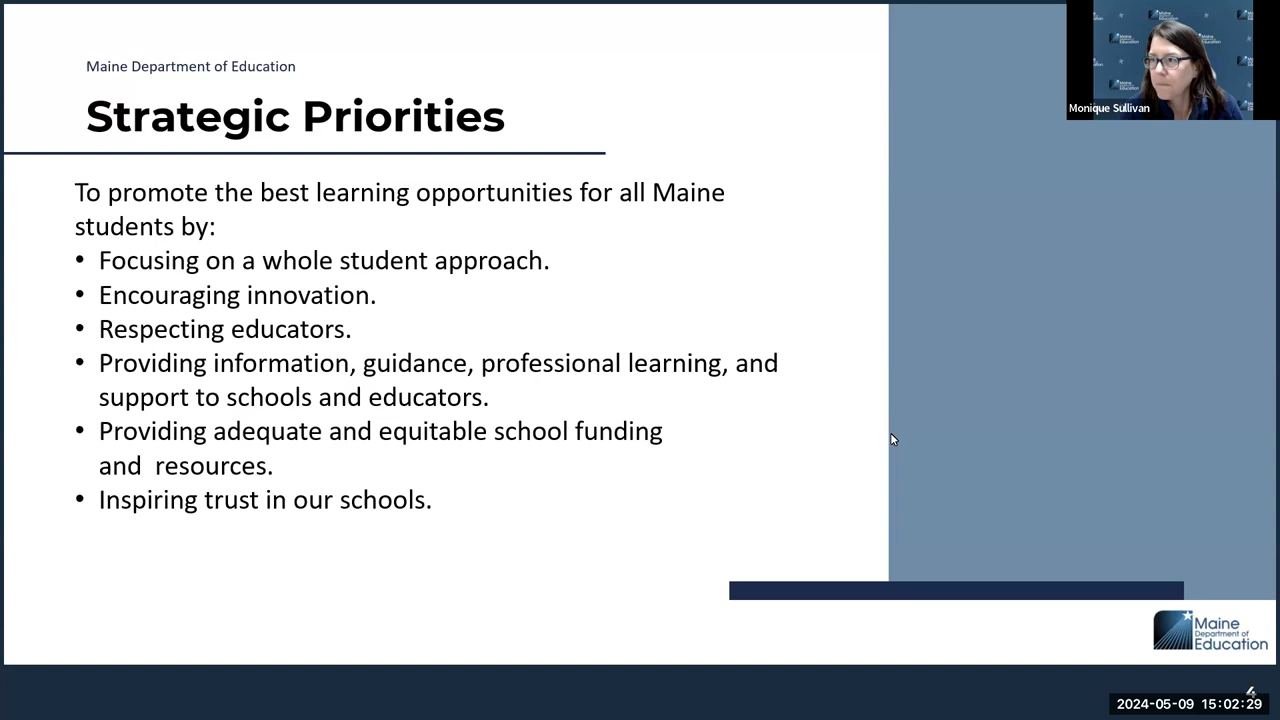 Maine Department of Education
Strategic Priorities
To promote the best learning opportunities for all Maine
students by:
• Focusing on a whole student approach.
• Encouraging innovation.
• Respecting educators.
• Providing information, guidance, professional learning, and
support to schools and educators.
• Providing adequate and equitable school funding
and  resources.
• Inspiring trust in our schools.
Monique Sullivan
Maine
Department of
Education
4
2024-05-09 15:02:29